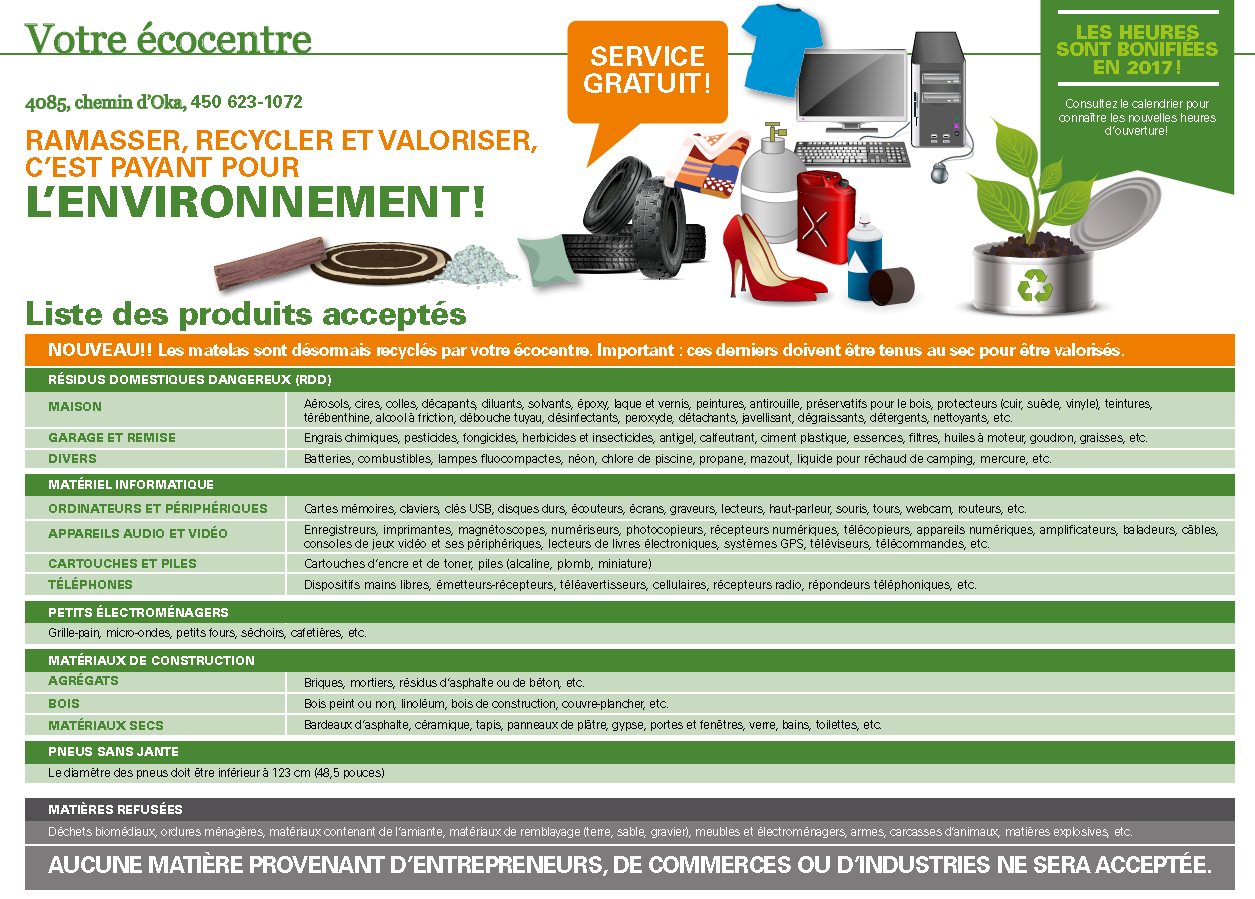 Votre écocentre
4085, chemin d'Oka, 450 623-1072
RAMASSER, RECYCLER ET VALORISER,
C'EST PAYANT POUR
L'ENVIRONNEMENT!
SERVICE
GRATUIT!
LES HEURES
SONT BONIFIÉES
EN 2017!
Consultez le calendrier pour
connaître les nouvelles heures
d'ouverture!
Liste des produits acceptés
NOUVEAU!! Les matelas sont désormais recyclés par votre écocentre. Important : ces derniers doivent être tenus au sec pour être valorisés.
RÉSIDUS DOMESTIQUES DANGEREUX (RDD)
MAISON
Aérosols, cires, colles, décapants, diluants, solvants, époxy, laque et vernis, peintures, antirouille, préservatifs pour le bois, protecteurs (cuir, suède, vinyle), teintures,
térébenthine, alcool à friction, débouche tuyau, désinfectants, peroxyde, détachants, javellisant, dégraissants, détergents, nettoyants, etc.
GARAGE ET REMISE
Engrais chimiques, pesticides, fongicides, herbicides et insecticides, antigel, calfeutrant, ciment plastique, essences, filtres, huiles à moteur, goudron, graisses, etc.
DIVERS
Batteries, combustibles, lampes fluocompactes, néon, chlore de piscine, propane, mazout, liquide pour réchaud de camping, mercure, etc.
MATÉRIEL INFORMATIQUE
ORDINATEURS ET PÉRIPHÉRIQUES
Cartes mémoires, claviers, clés USB, disques durs, écouteurs, écrans, graveurs, lecteurs, haut-parleur, souris, tours, webcam, routeurs, etc.
APPAREILS AUDIO ET VIDÉO
Enregistreurs, imprimantes, magnétoscopes, numériseurs, photocopieurs, récepteurs numériques, télécopieurs, appareils numériques, amplificateurs, baladeurs, câbles,
consoles de jeux vidéo et ses périphériques, lecteurs de livres électroniques, systèmes GPS, téléviseurs, télécommandes, etc.
CARTOUCHES ET PILES
Cartouches d'encre et de toner, piles (alcaline, plomb, miniature)
TÉLÉPHONES
Dispositifs mains libres, émetteurs-récepteurs, téléavertisseurs, cellulaires, récepteurs radio, répondeurs téléphoniques, etc.
PETITS ÉLECTROMÉNAGERS
Grille-pain, micro-ondes, petits fours, séchoirs, cafetières, etc.
MATÉRIAUX DE CONSTRUCTION
AGRÉGATS
Briques, mortiers, résidus d'asphalte ou de béton, etc.
BOIS
Bois peint ou non, linoléum, bois de construction, couvre-plancher, etc.
MATÉRIAUX SECS
Bardeaux d'asphalte, céramique, tapis, panneaux de plâtre, gypse, portes et fenêtres, verre, bains, toilettes, etc.
PNEUS SANS JANTE
Le diamètre des pneus doit être inférieur à 123 cm (48,5 pouces)
MATIÈRES REFUSÉES
Déchets biomédiaux, ordures ménagères, matériaux contenant de l'amiante, matériaux de remblayage (terre, sable, gravier), meubles et électroménagers, armes, carcasses d'animaux, matières explosives, etc.
AUCUNE MATIÈRE PROVENANT D'ENTREPRENEURS, DE COMMERCES OU D'INDUSTRIES NE SERA ACCEPTÉE.